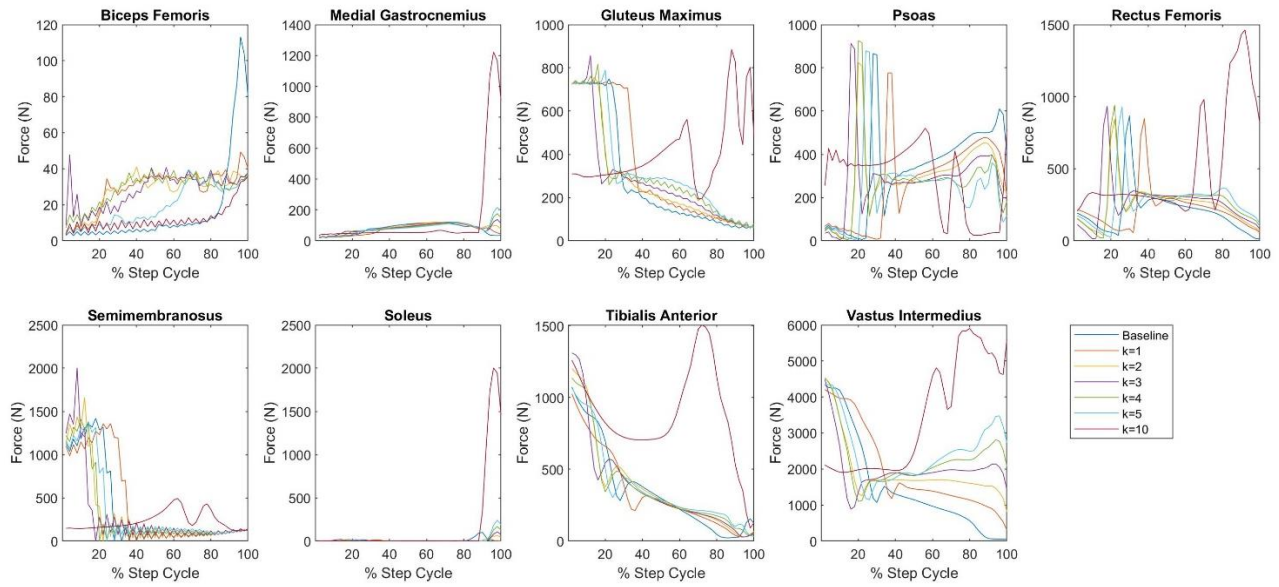 Biceps Femoris
Medial Gastrocnemius
Gluteus Maximus
Psoas
Rectus Femoris
120
100
80
60
40
20
0
Force (N)
20 40 60 80 100
% Step Cycle
1400
1200
1000
800
600
400
200
0
Force (N)
20 40 60 80 100
% Step Cycle
1000
800
600
400
200
0
Force (N)
20 40 60 80 100
% Step Cycle
1000
800
600
400
200
0
Force (N)
20 40 60 80 100
% Step Cycle
1500
1000
500
0
Force (N)
20 40 60 80 100
% Step Cycle
Semimembranosus
Soleus
Tibialis Anterior
Vastus Intermedius
2500
2000
1500
1000
500
0
Force (N)
20 40 60 80 100
% Step Cycle
2500
2000
1500
1000
500
0
Force (N)
20 40 60 80 100
% Step Cycle
1500
1000
500
0
Force (N)
20 40 60 80 100
% Step Cycle
6000
5000
4000
3000
2000
1000
0
Force (N)
20 40 60 80 100
% Step Cycle
Baseline
k=1
k=2
k=3
k=4
k=5
k=10